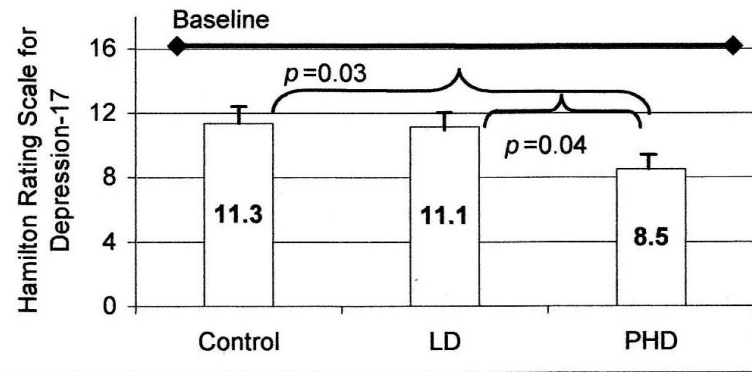 Baseline
Hamilton Rating Scale for
Depression-17
16
12
8
4
0
p=0.03
p=0.04
11.3
11.1
8.5
Control
LD
PHD